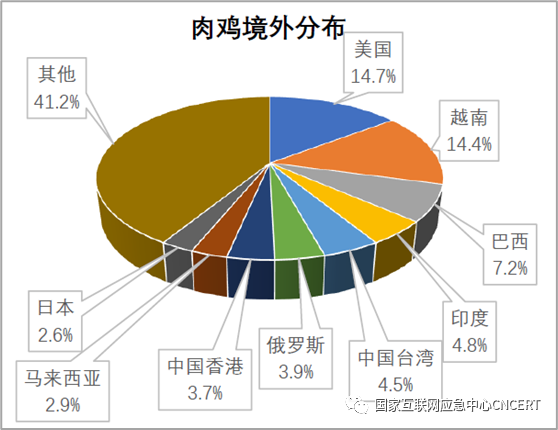 肉鸡境外分布
美国
14.7%
越南
14.4%
巴西
7.2%
印度
4.8%
中国台湾
4.5%
俄罗斯
3.9%
中国香港
3.7%
马来西亚
2.9%
日本
2.6%
其他
41.2%
国家互联网应急中心CNCERT